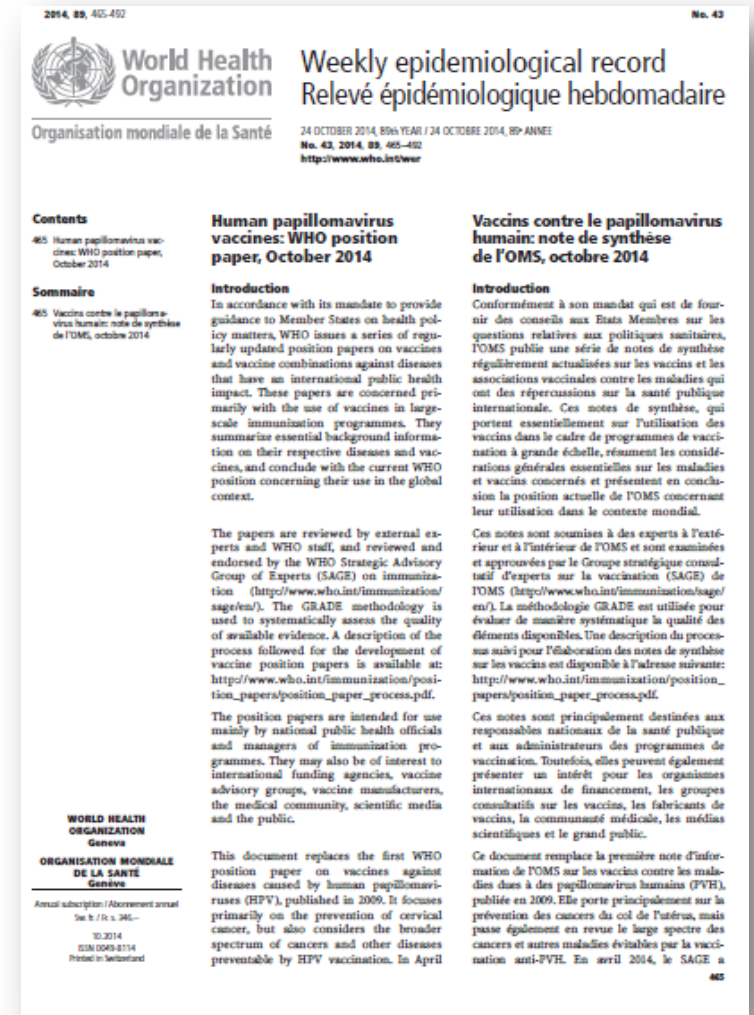 2014, 89, 465-492
No. 43
World Health
Organization
Organisation mondiale de la Santé
Weekly epidemiological record
Relevé épidémiologique hebdomadaire
24 OCTOBER 2014, 89th YEAR / 24 OCTOBRE 2014, 89e ANNÉE
No. 43, 2014, 89, 465–492
http://www.who.int/wer
Contents
465 Human papillomavirus vac-
cines: WHO position paper,
October 2014
Sommaire
465 Vaccins contre le papilloma-
virus humain: note de synthèse
de l'OMS, octobre 2014
WORLD HEALTH
ORGANIZATION
Geneva
ORGANISATION MONDIALE
DE LA SANTÉ
Genève
Annual subscription / Abonnement annuel
Sw. fr. / Fr. s. 346.–
10.2014
ISSN 0049-8114
Printed in Switzerland
Human papillomavirus
vaccines: WHO position
paper, October 2014
Introduction
In accordance with its mandate to provide
guidance to Member States on health pol-
icy matters, WHO issues a series of regu-
larly updated position papers on vaccines
and vaccine combinations against diseases
that have an international public health
impact. These papers are concerned pri-
marily with the use of vaccines in large-
scale immunization programmes. They
summarize essential background informa-
tion on their respective diseases and vac-
cines, and conclude with the current WHO
position concerning their use in the global
context.
The papers are reviewed by external ex-
perts and WHO staff, and reviewed and
endorsed by the WHO Strategic Advisory
Group of Experts (SAGE) on immuniza-
tion (http://www.who.int/immunization/
sage/en/). The GRADE methodology is
used to systematically assess the quality
of available evidence. A description of the
process followed for the development of
vaccine position papers is available at:
http://www.who.int/immunization/posi-
tion_papers/position_paper_process.pdf.
The position papers are intended for use
mainly by national public health officials
and managers of immunization pro-
grammes. They may also be of interest to
international funding agencies, vaccine
advisory groups, vaccine manufacturers,
the medical community, scientific media
and the public.
This document replaces the first WHO
position paper on vaccines against
diseases caused by human papillomavi-
ruses (HPV), published in 2009. It focuses
primarily on the prevention of cervical
cancer, but also considers the broader
spectrum of cancers and other diseases
preventable by HPV vaccination. In April
Vaccins contre le papillomavirus
humain: note de synthèse
de l'OMS, octobre 2014
Introduction
Conformément à son mandat qui est de four-
nir des conseils aux Etats Membres sur les
questions relatives aux politiques sanitaires,
l'OMS publie une série de notes de synthèse
régulièrement actualisées sur les vaccins et les
associations vaccinales contre les maladies qui
ont des répercussions sur la santé publique
internationale. Ces notes de synthèse, qui
portent essentiellement sur l'utilisation des
vaccins dans le cadre de programmes de vacci-
nation à grande échelle, résument les considé-
rations générales essentielles sur les maladies
et vaccins concernés et présentent en conclu-
sion la position actuelle de l'OMS concernant
leur utilisation dans le contexte mondial.
Ces notes sont soumises à des experts à l'exté-
rieur et à l'intérieur de l'OMS et sont examinées
et approuvées par le Groupe stratégique consul-
tatif d'experts sur la vaccination (SAGE) de
l'OMS (http://www.who.int/immunization/sage/
en/). La méthodologie GRADE est utilisée pour
évaluer de manière systématique la qualité des
éléments disponibles. Une description du proces-
sus suivi pour l'élaboration des notes de synthèse
sur les vaccins est disponible à l'adresse suivante:
http://www.who.int/immunization/position_
papers/position_paper_process.pdf.
Ces notes sont principalement destinées aux
responsables nationaux de la santé publique
et aux administrateurs des programmes de
vaccination. Toutefois, elles peuvent également
présenter un intérêt pour les organismes
internationaux de financement, les groupes
consultatifs sur les vaccins, les fabricants de
vaccins, la communauté médicale, les médias
scientifiques et le grand public.
Ce document remplace la première note d'infor-
mation de l'OMS sur les vaccins contre les mala-
dies dues à des papillomavirus humains (PVH),
publiée en 2009. Elle porte principalement sur la
prévention des cancers du col de l'utérus, mais
passe également en revue le large spectre des
cancers et autres maladies évitables par la vacci-
nation anti-PVH. En avril 2014, le SAGE a
465